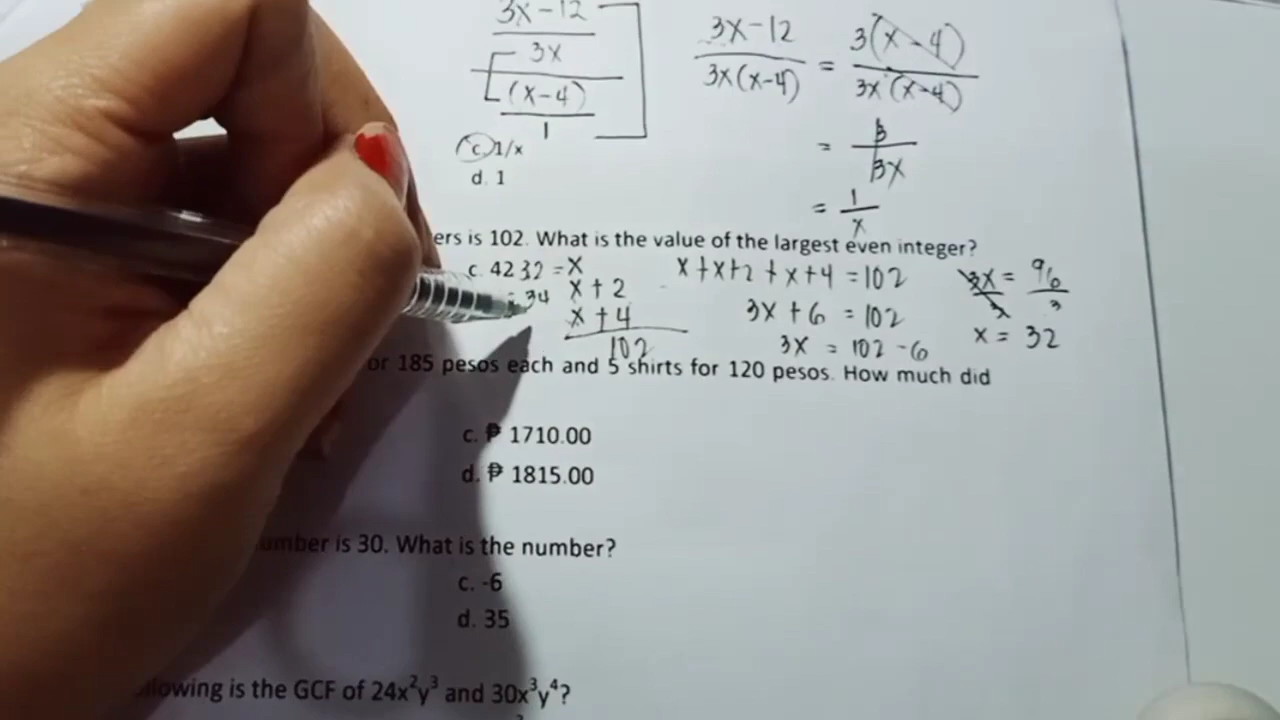 3x-12
3x
(x-4)
1
3x-12 / 3x(x-4) = 3(x-4) / 3x(x-4)
= 3 / 3x
= 1 / x
c. 1/x
d. 1
ers is 102. What is the value of the largest even integer?
c. 42 32 = x
34 x+2
x+4
102
x+x+2+x+4 = 102
3x+6 = 102
3x = 102-6
3x / 3 = 96 / 3
x = 32
or 185 pesos each and 5 shirts for 120 pesos. How much did
c. ₱ 1710.00
d. ₱ 1815.00
umber is 30. What is the number?
c. -6
d. 35
lowing is the GCF of 24x²y³ and 30x³y⁴?